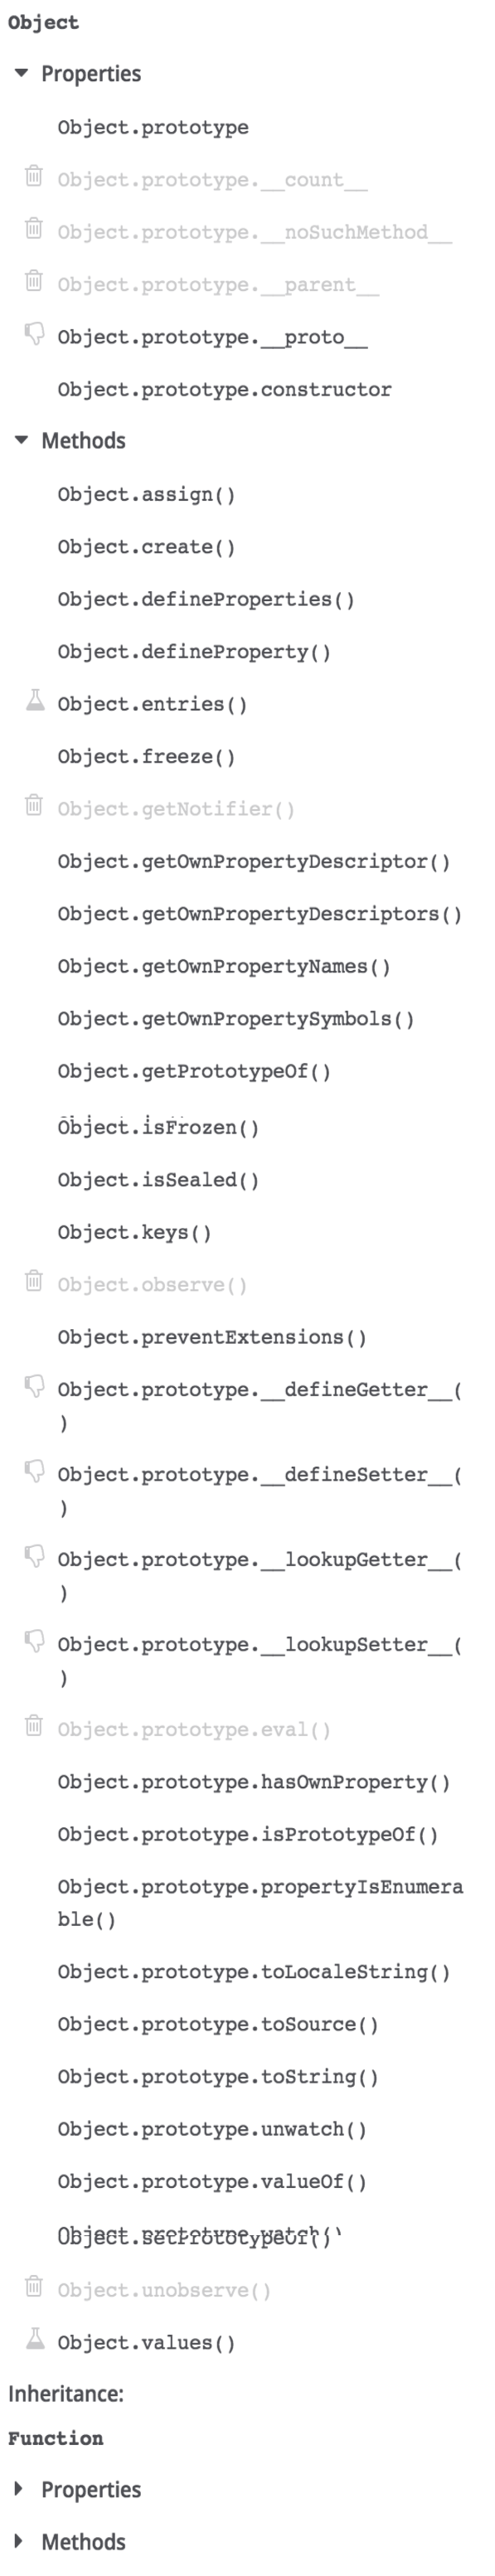 Object
Properties
Object.prototype
Object.prototype.__count__
Object.prototype.__noSuchMethod__
Object.prototype.__parent__
Object.prototype.__proto__
Object.prototype.constructor
Methods
Object.assign()
Object.create()
Object.defineProperties()
Object.defineProperty()
Object.entries()
Object.freeze()
Object.getNotifier()
Object.getOwnPropertyDescriptor()
Object.getOwnPropertyDescriptors()
Object.getOwnPropertyNames()
Object.getOwnPropertySymbols()
Object.getPrototypeOf()
Object.isFrozen()
Object.isSealed()
Object.keys()
Object.observe()
Object.preventExtensions()
Object.prototype.__defineGetter__(
)
Object.prototype.__defineSetter__(
)
Object.prototype.__lookupGetter__(
)
Object.prototype.__lookupSetter__(
)
Object.prototype.eval()
Object.prototype.hasOwnProperty()
Object.prototype.isPrototypeOf()
Object.prototype.propertyIsEnumera
ble()
Object.prototype.toLocaleString()
Object.prototype.toSource()
Object.prototype.toString()
Object.prototype.unwatch()
Object.prototype.valueOf()
Object.setPrototypeOf()
Object.unobserve()
Object.values()
Inheritance:
Function
Properties
Methods